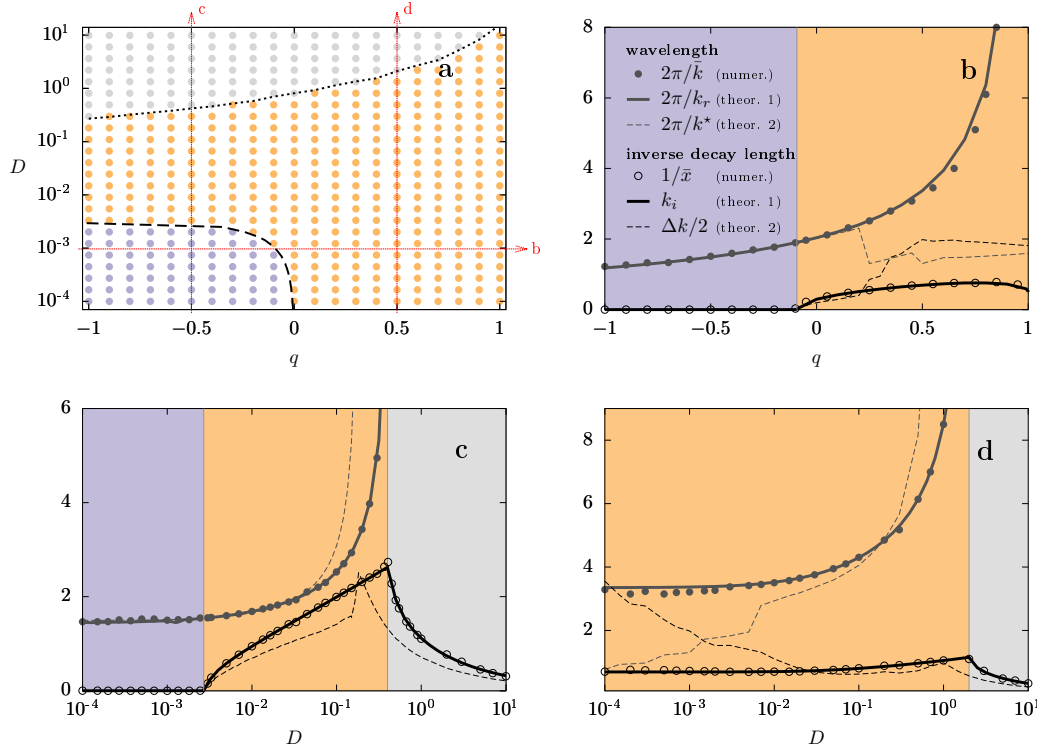 c
d
10^1
10^0
10^-1
10^-2
10^-3
10^-4
D
a
b
−1
−0.5
0
0.5
1
q
8
6
4
2
0
wavelength
2π/k̄ (numer.)
2π/k_r (theor. 1)
2π/k^⋆ (theor. 2)
inverse decay length
1/x̄ (numer.)
k_i (theor. 1)
Δk/2 (theor. 2)
b
−1
−0.5
0
0.5
1
q
6
4
2
0
c
10^-4
10^-3
10^-2
10^-1
10^0
10^1
D
8
6
4
2
d
10^-4
10^-3
10^-2
10^-1
10^0
10^1
D